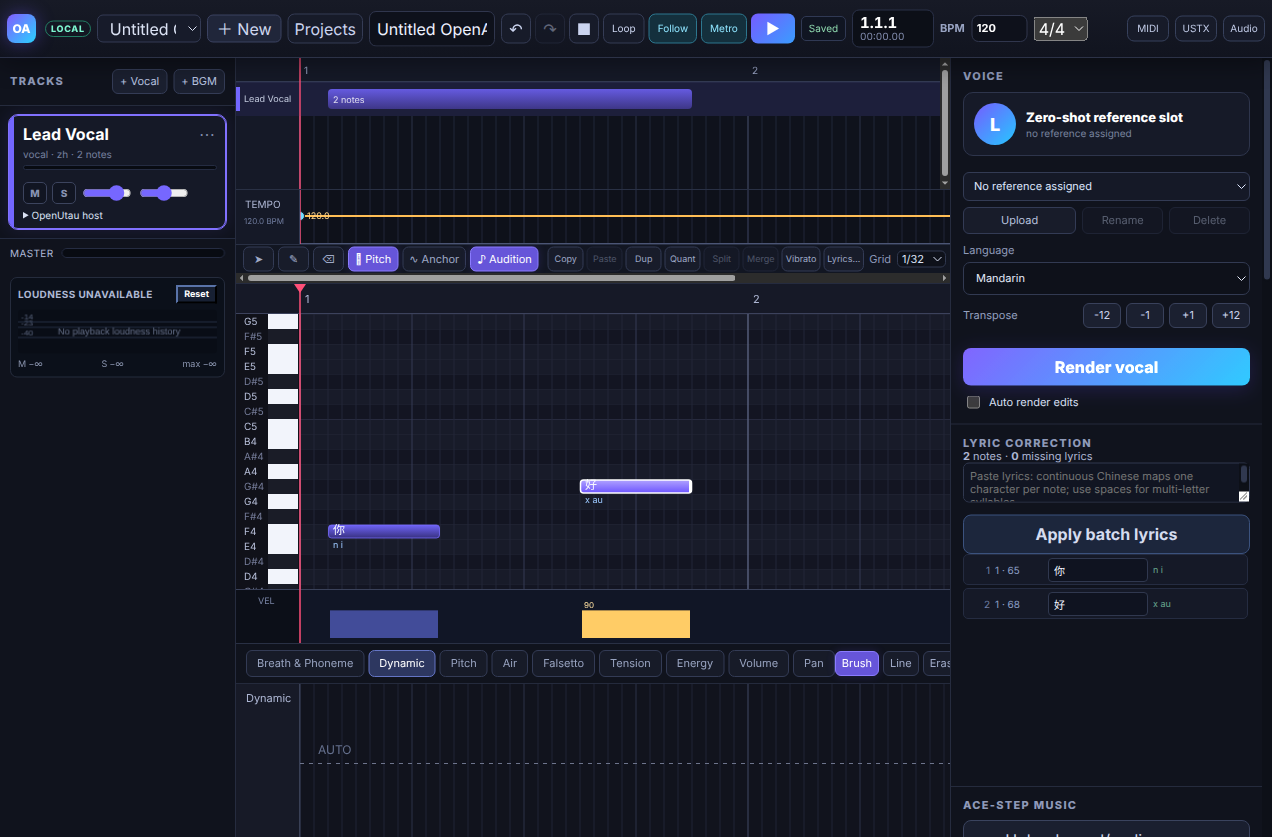 OA LOCAL Untitled ( + New Projects Untitled OpenA Loop Follow Metro Saved 1.1.1 BPM 120 4/4 MIDI USTX Audio
00:00.00
TRACKS + Vocal + BGM
Lead Vocal ...
vocal · zh · 2 notes
M S
OpenUtau host
MASTER
LOUDNESS UNAVAILABLE Reset
-14
-23
-40
No playback loudness history
M −∞ S −∞ max −∞
1 2
Lead Vocal 2 notes
TEMPO
120.0 BPM 120.0
Pitch ∿ Anchor ♪ Audition Copy Paste Dup Quant Split Merge Vibrato Lyrics... Grid 1/32
1 2
G5
F#5
F5
E5
D#5
D5
C#5
C5
B4
A#4
A4
G#4 好
G4 x au
F#4
F4 你
E4 n i
D#4
D4
VEL 90
Breath & Phoneme Dynamic Pitch Air Falsetto Tension Energy Volume Pan Brush Line Eras
Dynamic
AUTO
VOICE
L Zero-shot reference slot
no reference assigned
No reference assigned
Upload Rename Delete
Language
Mandarin
Transpose -12 -1 +1 +12
Render vocal
Auto render edits
LYRIC CORRECTION
2 notes · 0 missing lyrics
Paste lyrics: continuous Chinese maps one
character per note; use spaces for multi-letter
Apply batch lyrics
1 1 · 65 你 n i
2 1 · 68 好 x au
ACE-STEP MUSIC